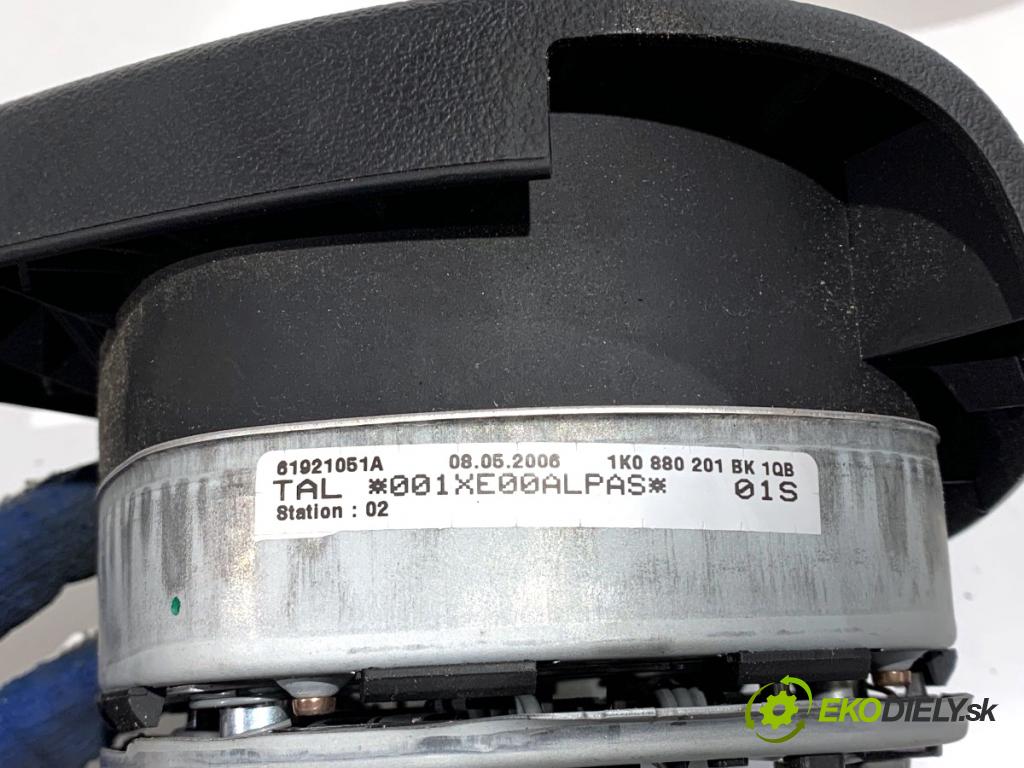 61921051A 08.05.2006 1K0 880 201 BK 1QB
TAL *001XE00ALPAS* 01S
Station : 02
EKODIELY.sk